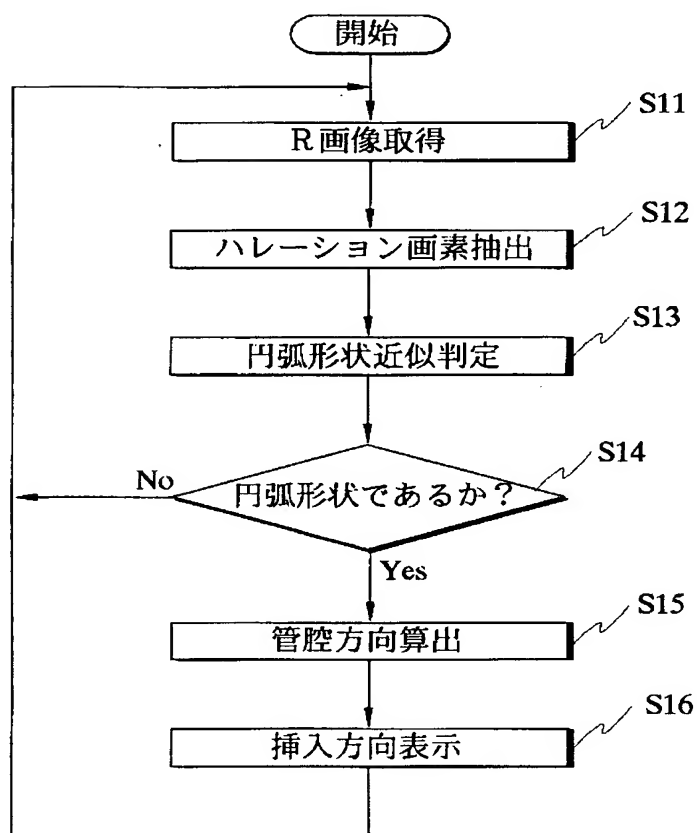 開始
S11
R画像取得
S12
ハレーション画素抽出
S13
円弧形状近似判定
S14
No
円弧形状であるか？
Yes
S15
管腔方向算出
S16
挿入方向表示